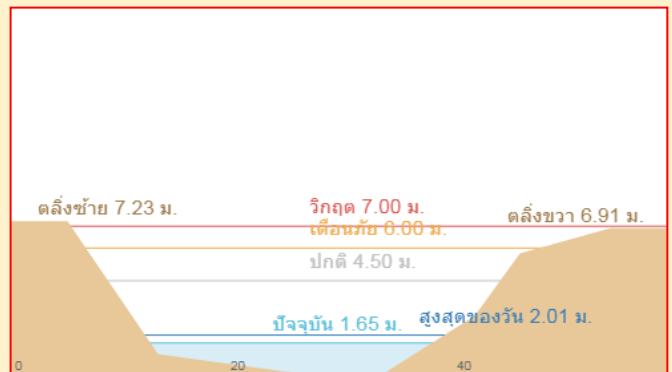 ตลิ่งซ้าย 7.23 ม.
วิกฤต 7.00 ม.
ตลิ่งขวา 6.91 ม.
เตือนภัย 6.00 ม.
ปกติ 4.50 ม.
สูงสุดของวัน 2.01 ม.
ปัจจุบัน 1.65 ม.
0 20 40